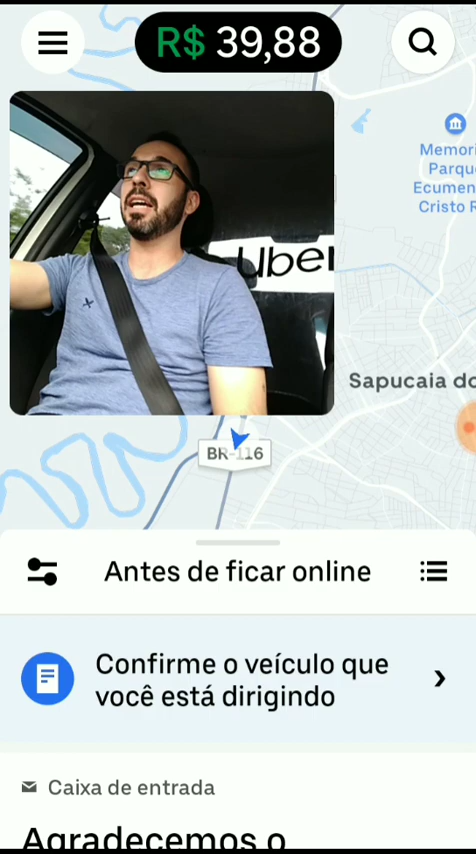 R$ 39,88
Memori
Parqu
Ecumen
Cristo R
uber
Sapucaia do
BR-116
Antes de ficar online
Confirme o veículo que
você está dirigindo
Caixa de entrada
Agradecemos o